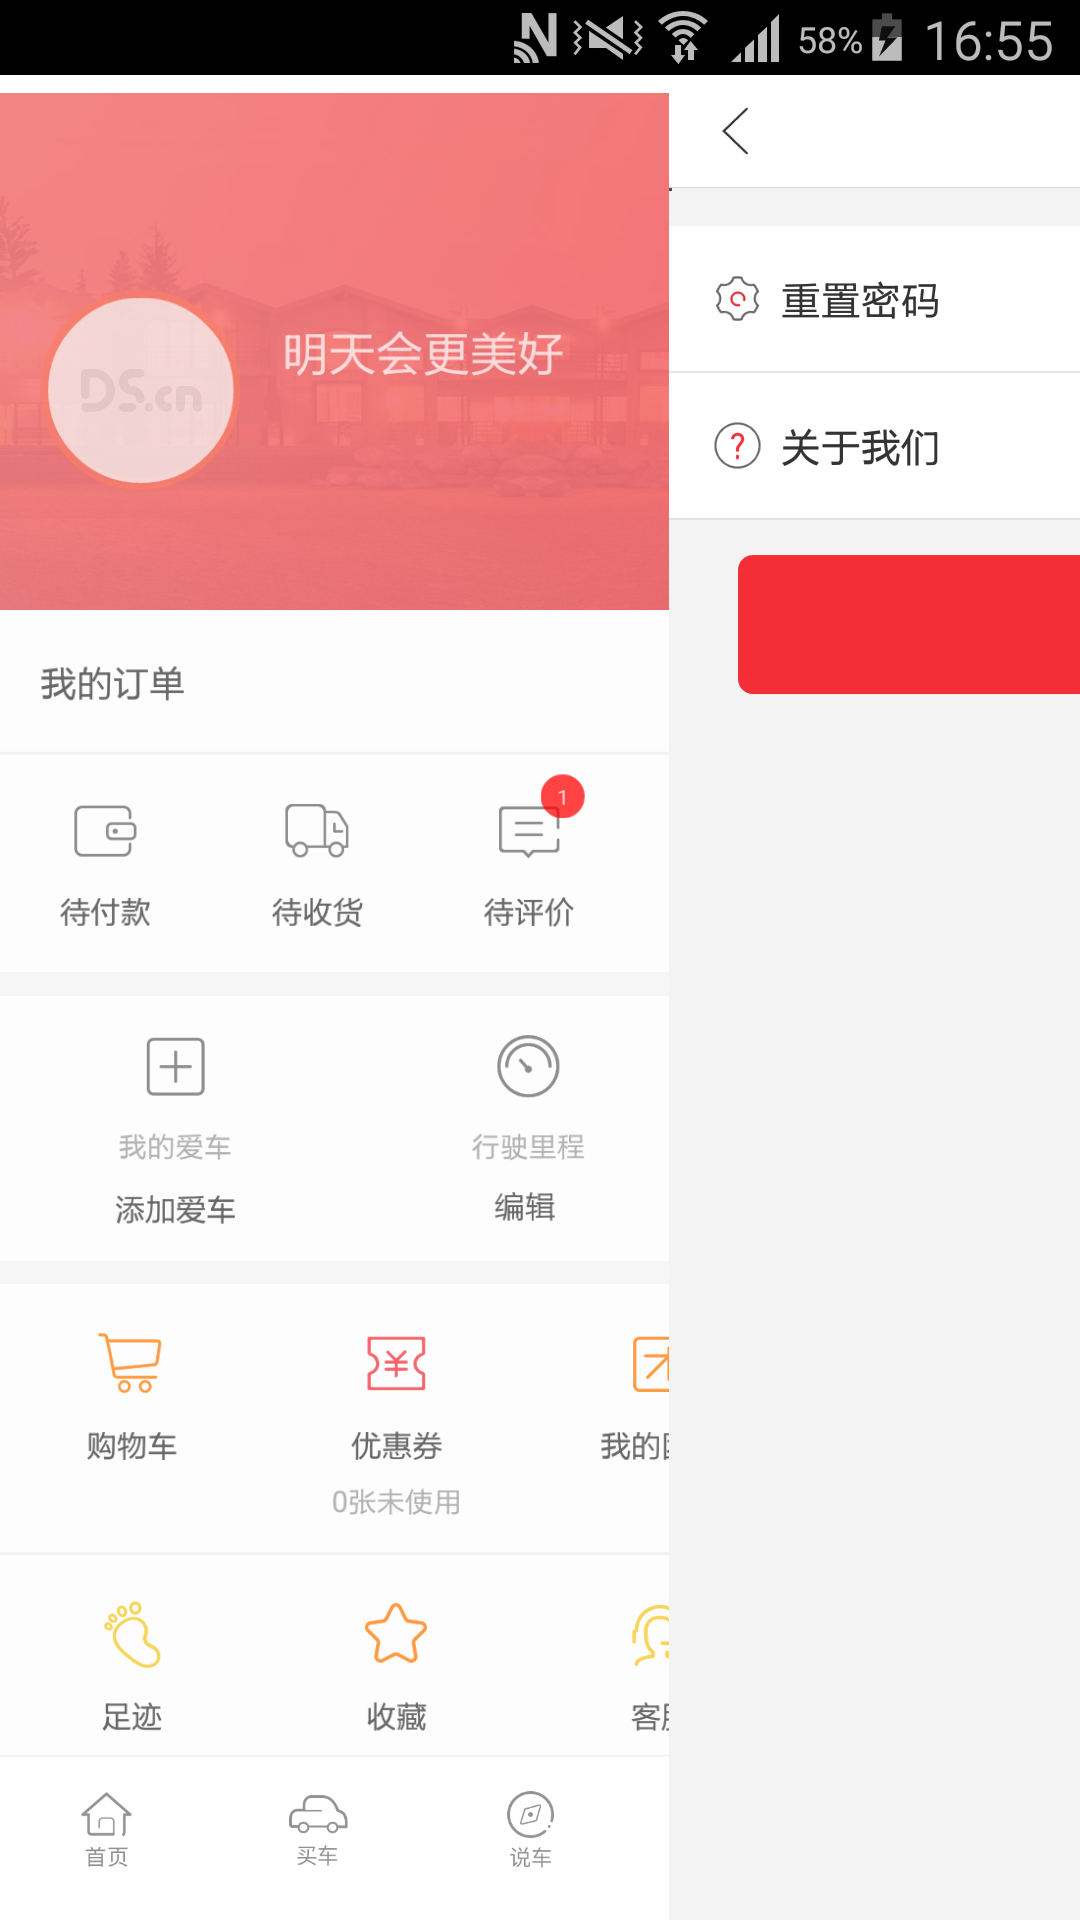 58% 16:55
明天会更美好
DS.cn
重置密码
关于我们
我的订单
1
待付款 待收货 待评价
我的爱车 行驶里程
添加爱车 编辑
购物车 优惠券 我的
0张未使用
足迹 收藏 客
首页 买车 说车